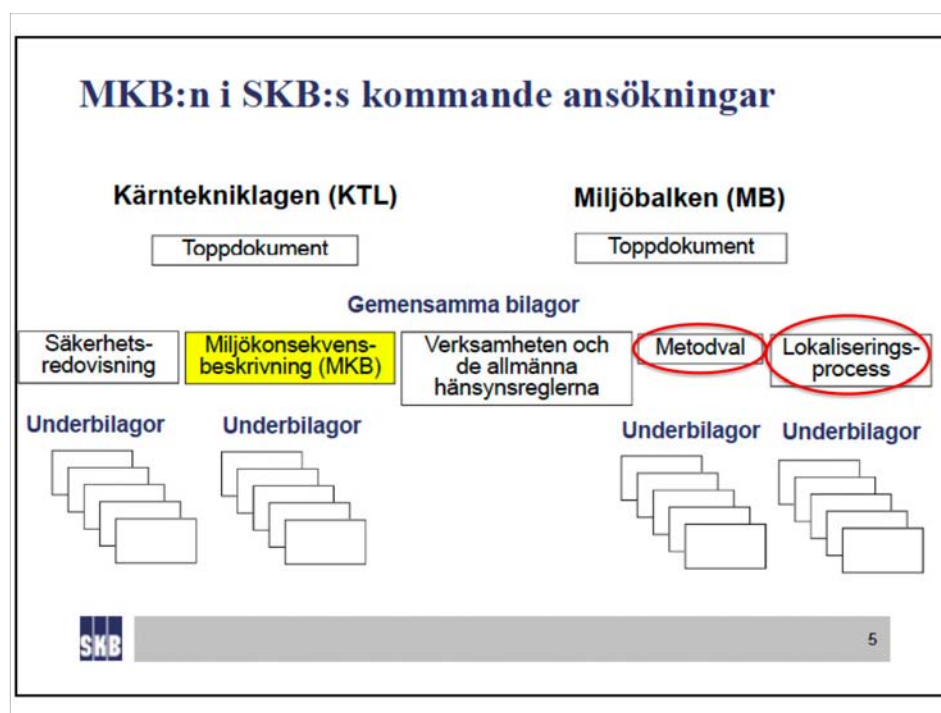 MKB:n i SKB:s kommande ansökningar
Kärntekniklagen (KTL)
Miljöbalken (MB)
Toppdokument
Toppdokument
Gemensamma bilagor
Säkerhets-
redovisning
Miljökonsekvens-
beskrivning (MKB)
Verksamheten och
de allmänna
hänsynsreglerna
Metodval
Lokaliserings-
process
Underbilagor
Underbilagor
Underbilagor
Underbilagor
SKB
5